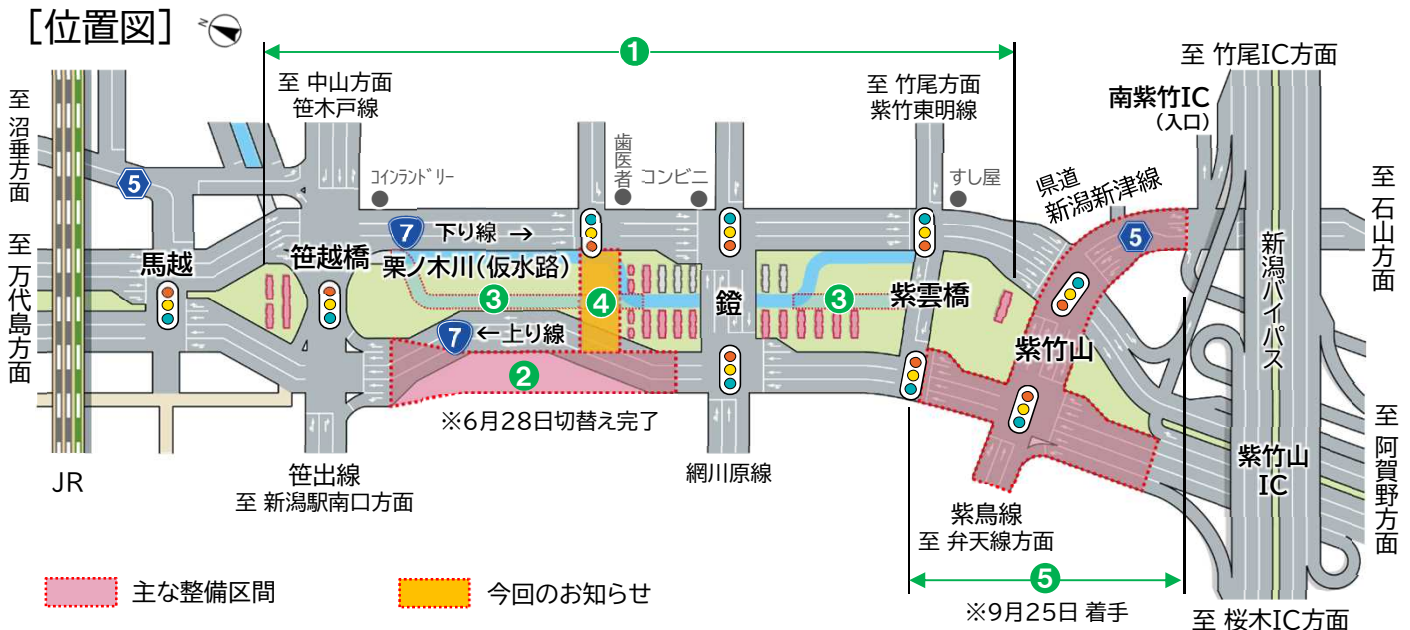 ［位置図］
N
❶
至 中山方面
笹木戸線
至 竹尾方面
紫竹東明線
至 竹尾IC方面
南紫竹IC
（入口）
至 沼垂方面
至 万代島方面
5
コインランドリー
歯医者
コンビニ
すし屋
県道
新潟新津線
5
至 石山方面
7 下り線 →
馬越
笹越橋
栗ノ木川（仮水路）
❸
❹
鐙
❸
紫雲橋
7 ←上り線
紫竹山
新潟バイパス
❷
※6月28日切替え完了
紫竹山
IC
至 阿賀野方面
JR
笹出線
至 新潟駅南口方面
網川原線
紫鳥線
至 弁天線方面
❺
※9月25日 着手
至 桜木IC方面
主な整備区間
今回のお知らせ